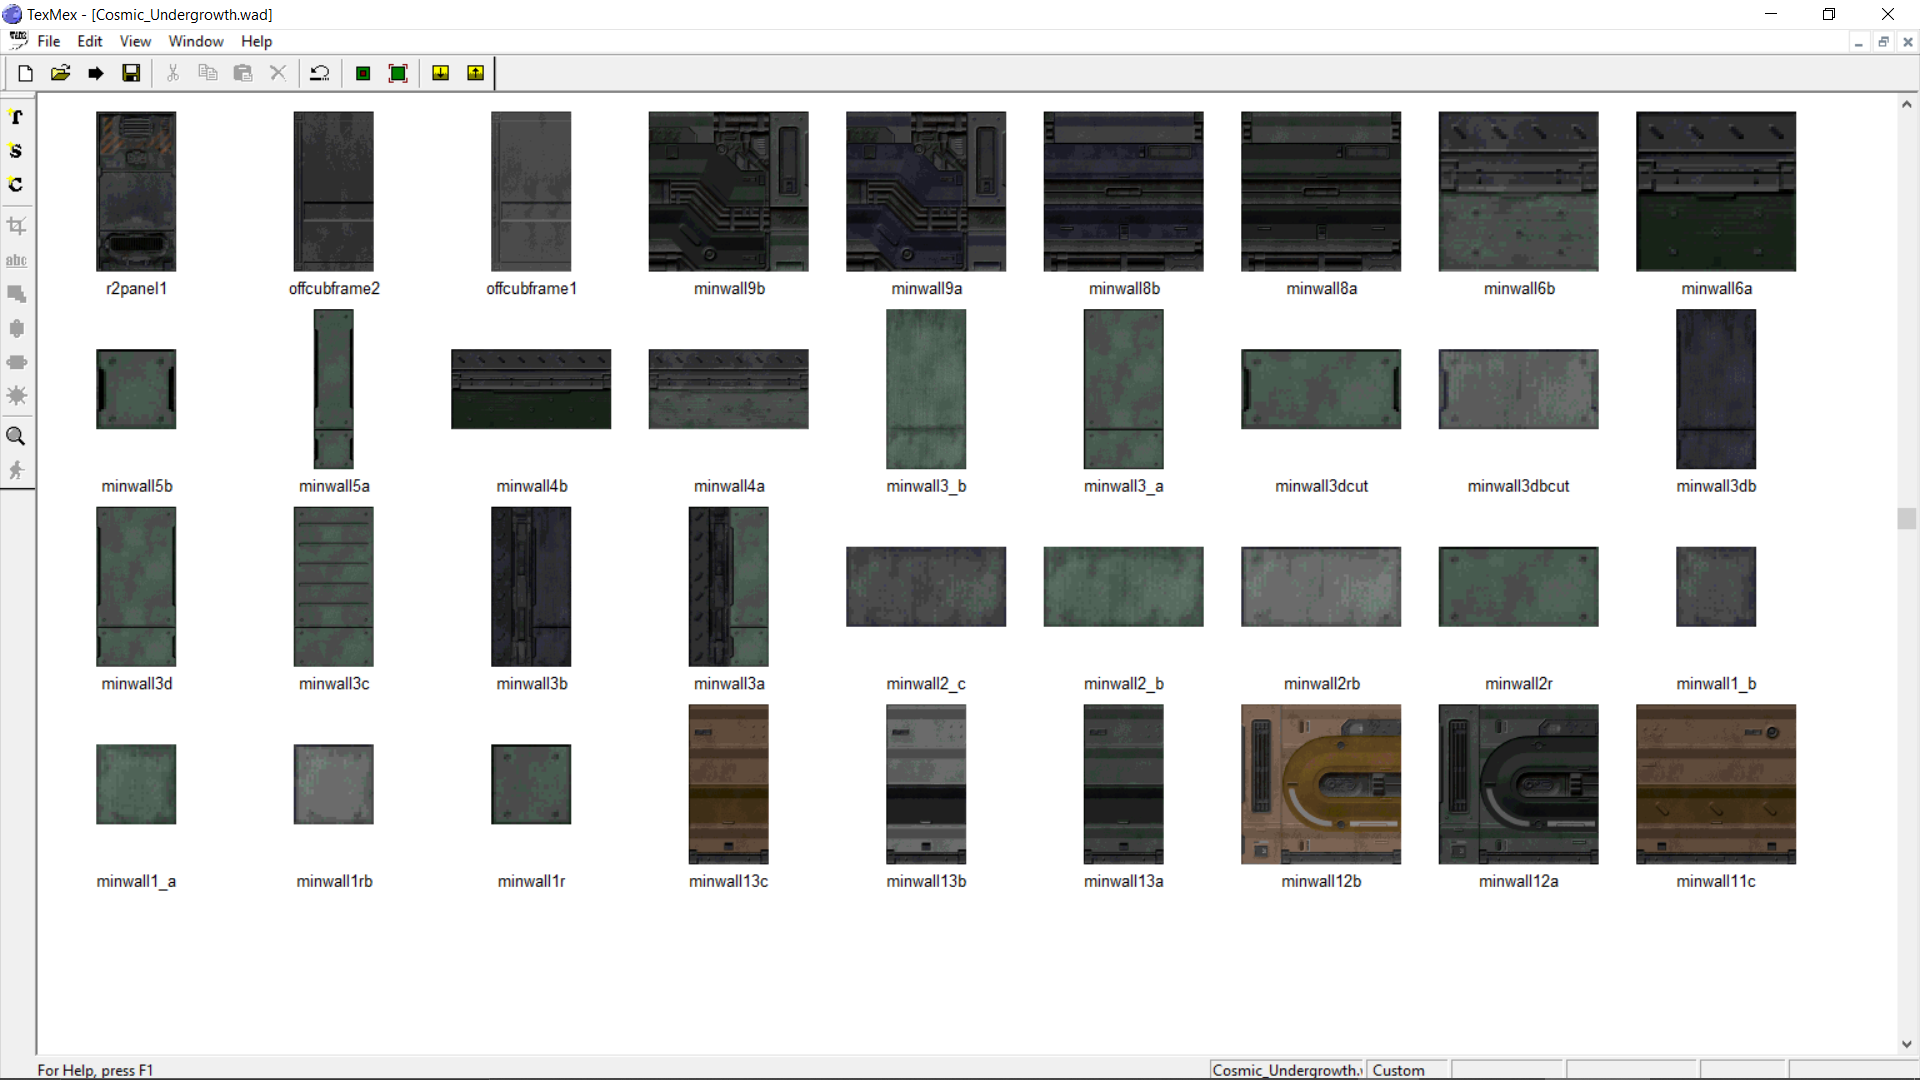 TexMex - [Cosmic_Undergrowth.wad]
File Edit View Window Help
T
S
C
abc
r2panel1 offcubframe2 offcubframe1 minwall9b minwall9a minwall8b minwall8a minwall6b minwall6a
minwall5b minwall5a minwall4b minwall4a minwall3_b minwall3_a minwall3dcut minwall3dbcut minwall3db
minwall3d minwall3c minwall3b minwall3a minwall2_c minwall2_b minwall2rb minwall2r minwall1_b
minwall1_a minwall1rb minwall1r minwall13c minwall13b minwall13a minwall12b minwall12a minwall11c
For Help, press F1 Cosmic_Undergrowth. Custom